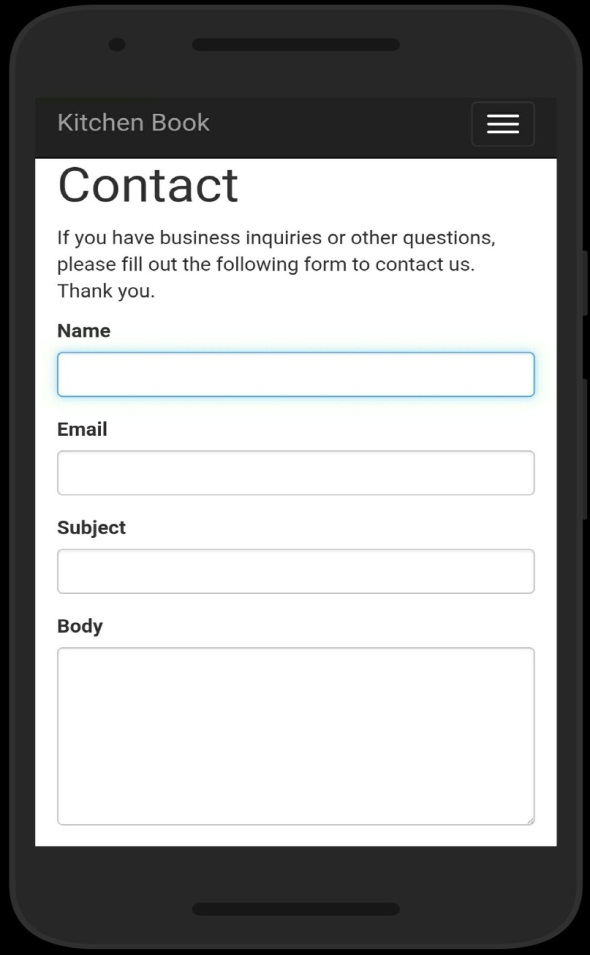 Kitchen Book
Contact
If you have business inquiries or other questions,
please fill out the following form to contact us.
Thank you.
Name
Email
Subject
Body